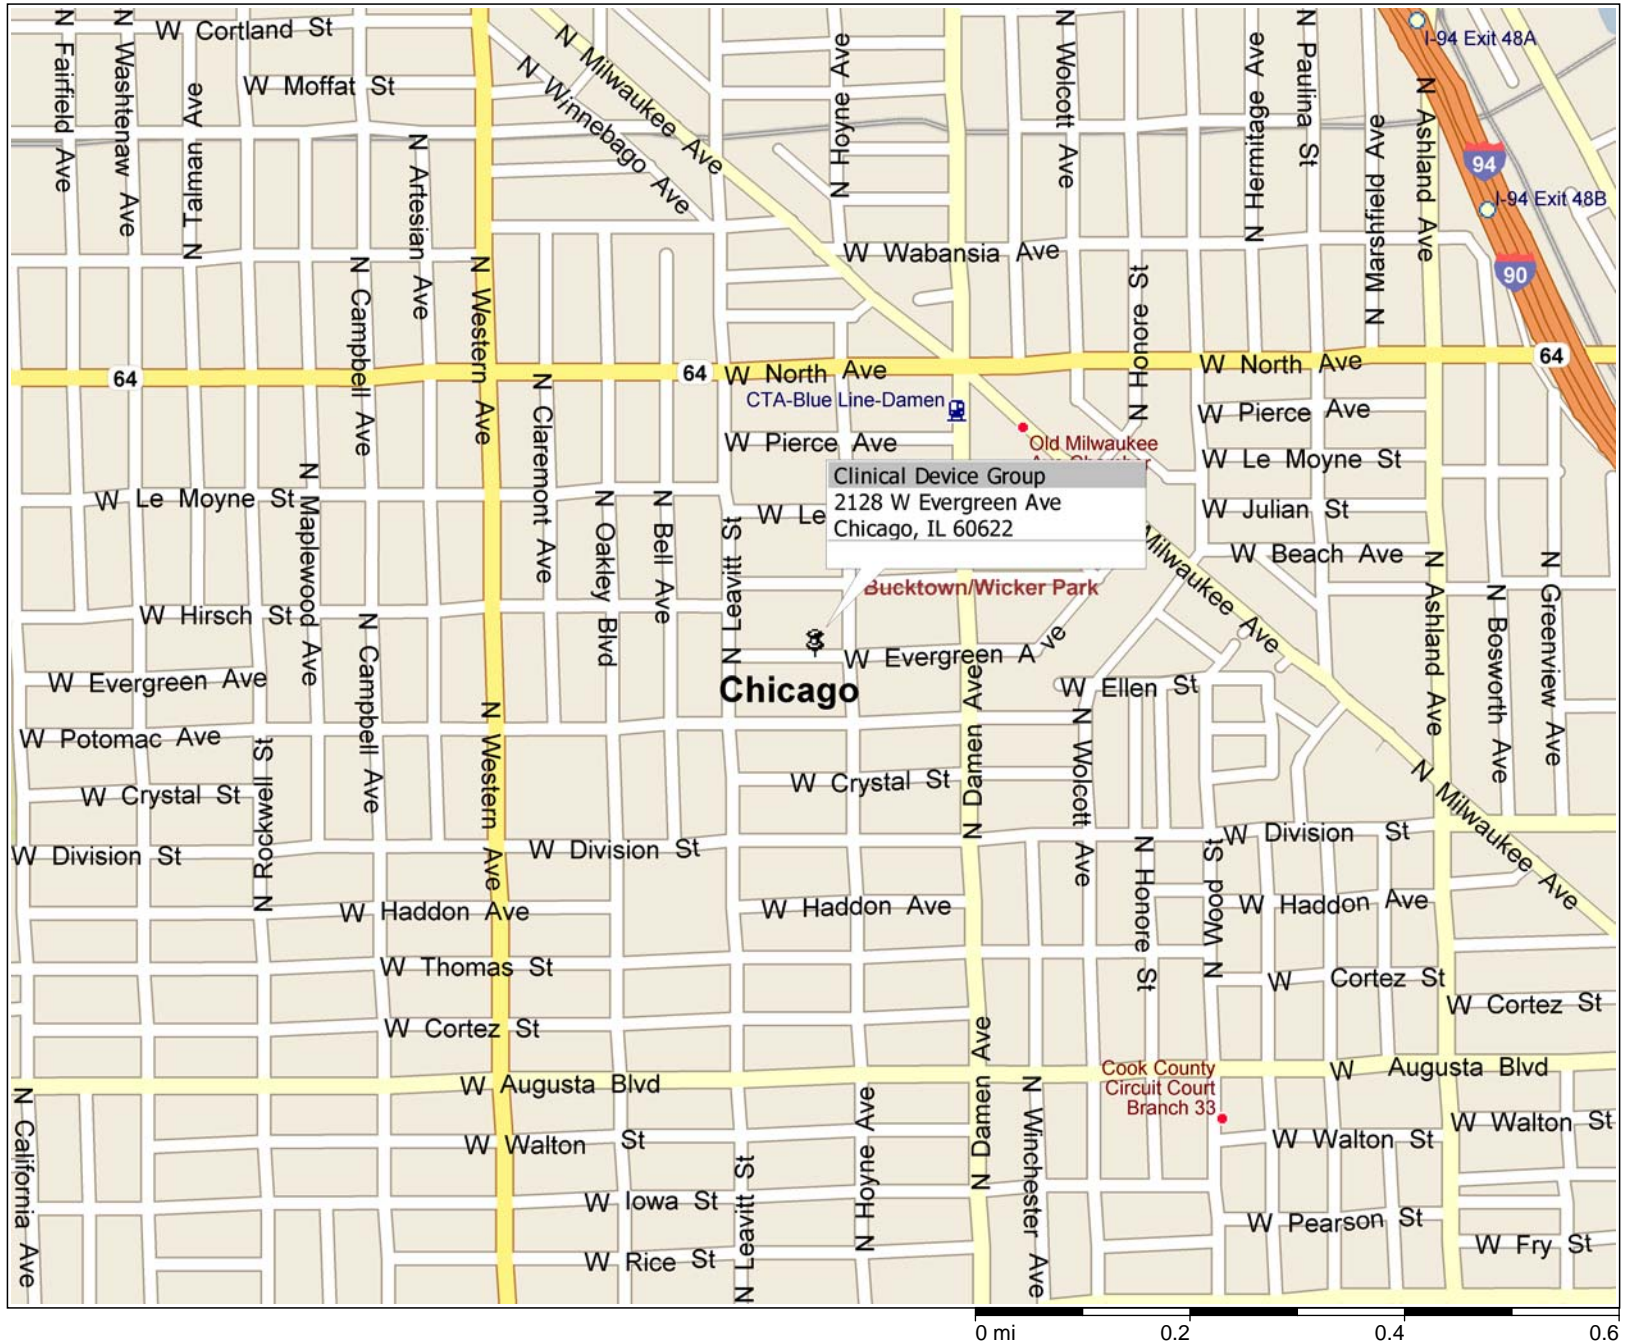 W Cortland St
N Fairfield Ave
N Washtenaw Ave
N Talman Ave
W Moffat St
N Artesian Ave
N Winnebago Ave
N Milwaukee Ave
N Hoyne Ave
N Wolcott Ave
N Hermitage Ave
N Paulina St
N Marshfield Ave
N Ashland Ave
I-94 Exit 48A
94
I-94 Exit 48B
90
W Wabansia Ave
N Campbell Ave
N Western Ave
N Honore St
64
64
W North Ave
W North Ave
64
CTA-Blue Line-Damen
N Claremont Ave
W Pierce Ave
W Pierce Ave
Old Milwaukee
W Le Moyne St
Clinical Device Group
2128 W Evergreen Ave
Chicago, IL 60622
W Le Moyne St
N Maplewood Ave
N Oakley Blvd
N Bell Ave
N Leavitt St
W Le
W Julian St
Milwaukee Ave
W Beach Ave
N Ashland Ave
N Bosworth Ave
N Greenview Ave
Bucktown/Wicker Park
W Hirsch St
N Campbell Ave
W Evergreen Ave
W Evergreen Ave
Chicago
W Ellen St
N Damen Ave
N Western Ave
W Potomac Ave
N Rockwell St
N Wolcott Ave
W Crystal St
W Crystal St
N Milwaukee Ave
W Division St
W Division St
W Division St
N Honore St
N Wood St
W Haddon Ave
W Haddon Ave
W Haddon Ave
W Thomas St
W Cortez St
W Cortez St
W Cortez St
N Damen Ave
W Augusta Blvd
W Augusta Blvd
Cook County
Circuit Court
Branch 33
N California Ave
N Hoyne Ave
N Winchester Ave
W Walton St
W Walton St
W Walton St
N Leavitt St
W Iowa St
W Pearson St
W Rice St
W Fry St
0 mi
0.2
0.4
0.6